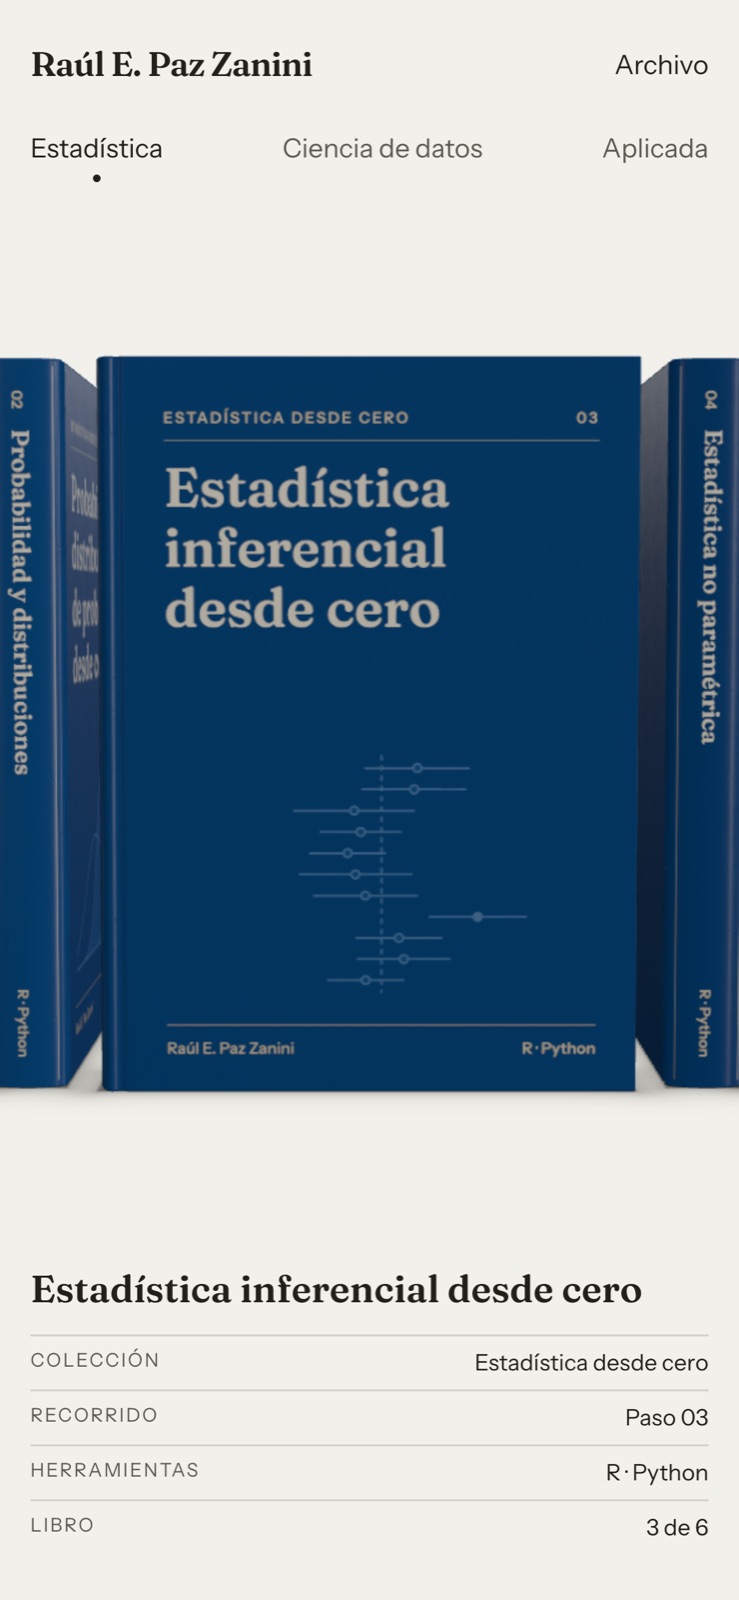 Raúl E. Paz Zanini
Archivo
Estadística
Ciencia de datos
Aplicada
02 Probabilidad y distribuciones
R·Python
ESTADÍSTICA DESDE CERO
03
Estadística
inferencial
desde cero
Raúl E. Paz Zanini
R·Python
04 Estadística no paramétrica
R·Python
Estadística inferencial desde cero
COLECCIÓN
Estadística desde cero
RECORRIDO
Paso 03
HERRAMIENTAS
R·Python
LIBRO
3 de 6